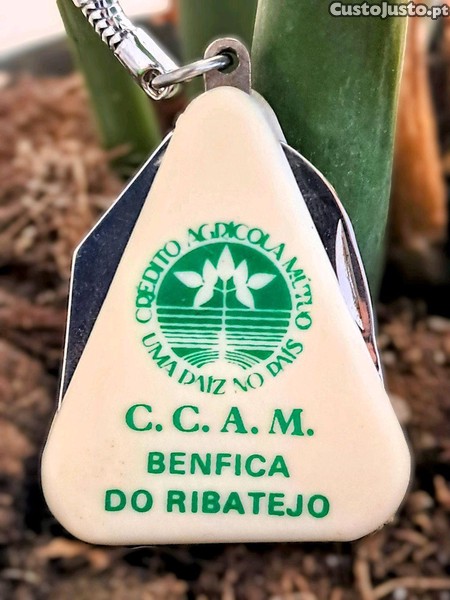 CustoJusto.pt
CRÉDITO AGRÍCOLA MÚTUO
UMA RAIZ NO PAÍS
C. C. A. M.
BENFICA
DO RIBATEJO